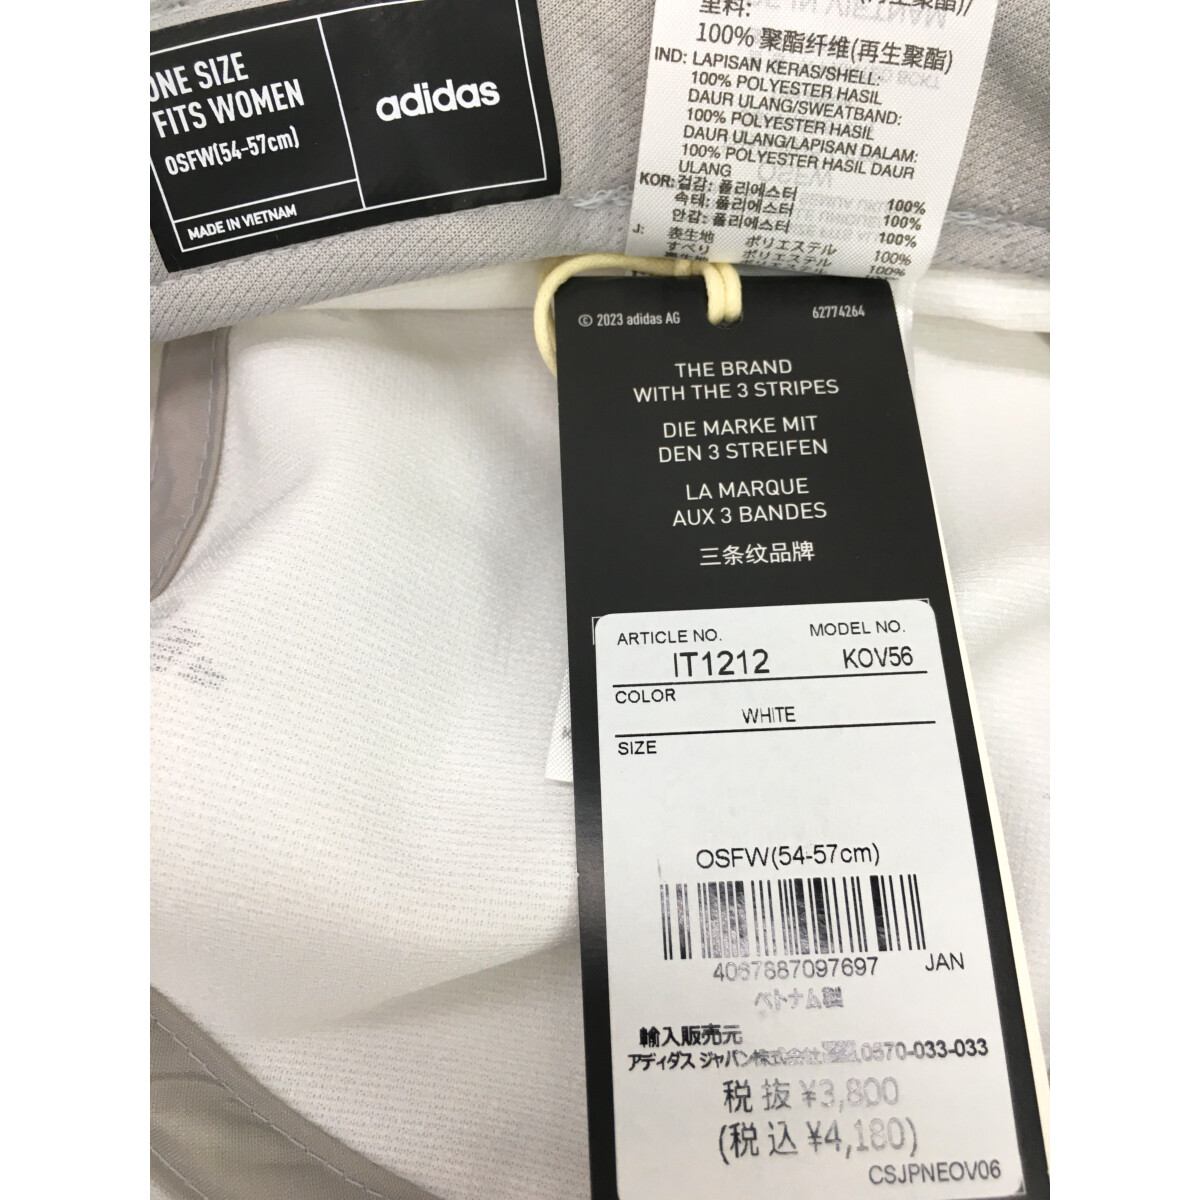 ONE SIZE
FITS WOMEN
OSFW(54-57cm)
MADE IN VIETNAM
adidas
里料:
100% 聚酯纤维(再生聚酯)
IND: LAPISAN KERAS/SHELL:
100% POLYESTER HASIL
DAUR ULANG/SWEATBAND:
100% POLYESTER HASIL
DAUR ULANG/LAPISAN DALAM:
100% POLYESTER HASIL DAUR
ULANG
KOR: 겉감: 폴리에스터 100%
속테: 폴리에스터 100%
안감: 폴리에스터 100%
J: 表生地 ポリエステル 100%
すべり ポリエステル 100%
© 2023 adidas AG
62774264
THE BRAND
WITH THE 3 STRIPES
DIE MARKE MIT
DEN 3 STREIFEN
LA MARQUE
AUX 3 BANDES
三条纹品牌
ARTICLE NO. MODEL NO.
IT1212 KOV56
COLOR
WHITE
SIZE
OSFW(54-57cm)
4067887097697 JAN
ベトナム製
輸入販売元
アディダス ジャパン株式会社 0570-033-033
税抜 ¥3,800
(税込 ¥4,180)
CSJPNEOV06